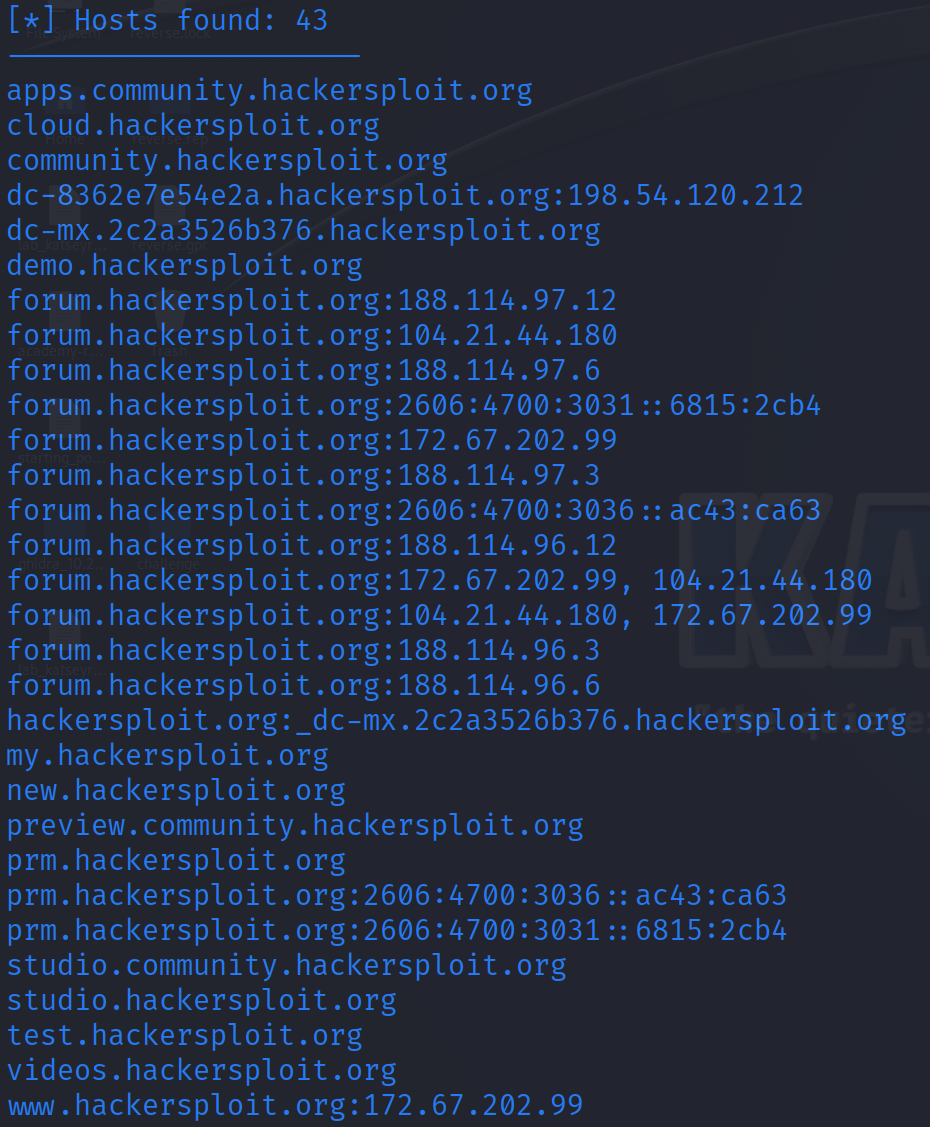 [*] Hosts found: 43
---------------------
apps.community.hackersploit.org
cloud.hackersploit.org
community.hackersploit.org
dc-8362e7e54e2a.hackersploit.org:198.54.120.212
dc-mx.2c2a3526b376.hackersploit.org
demo.hackersploit.org
forum.hackersploit.org:188.114.97.12
forum.hackersploit.org:104.21.44.180
forum.hackersploit.org:188.114.97.6
forum.hackersploit.org:2606:4700:3031::6815:2cb4
forum.hackersploit.org:172.67.202.99
forum.hackersploit.org:188.114.97.3
forum.hackersploit.org:2606:4700:3036::ac43:ca63
forum.hackersploit.org:188.114.96.12
forum.hackersploit.org:172.67.202.99, 104.21.44.180
forum.hackersploit.org:104.21.44.180, 172.67.202.99
forum.hackersploit.org:188.114.96.3
forum.hackersploit.org:188.114.96.6
hackersploit.org:_dc-mx.2c2a3526b376.hackersploit.org
my.hackersploit.org
new.hackersploit.org
preview.community.hackersploit.org
prm.hackersploit.org
prm.hackersploit.org:2606:4700:3036::ac43:ca63
prm.hackersploit.org:2606:4700:3031::6815:2cb4
studio.community.hackersploit.org
studio.hackersploit.org
test.hackersploit.org
videos.hackersploit.org
www.hackersploit.org:172.67.202.99